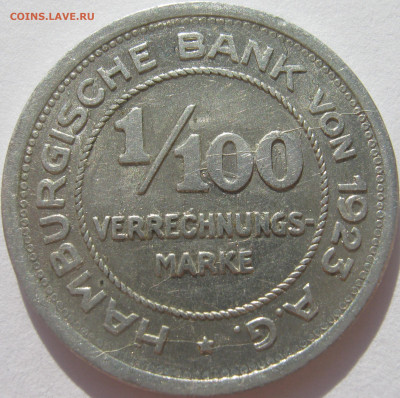 COINS.LAVE.RU
HAMBURGISCHE BANK VON 1923 A.G. *
1/100
VERRECHNUNGS-
MARKE